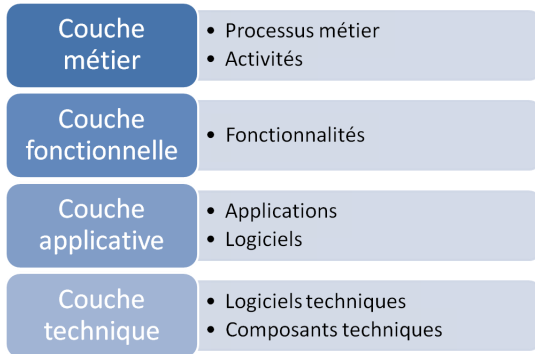 Couche
métier
• Processus métier
• Activités
Couche
fonctionnelle
• Fonctionnalités
Couche
applicative
• Applications
• Logiciels
Couche
technique
• Logiciels techniques
• Composants techniques